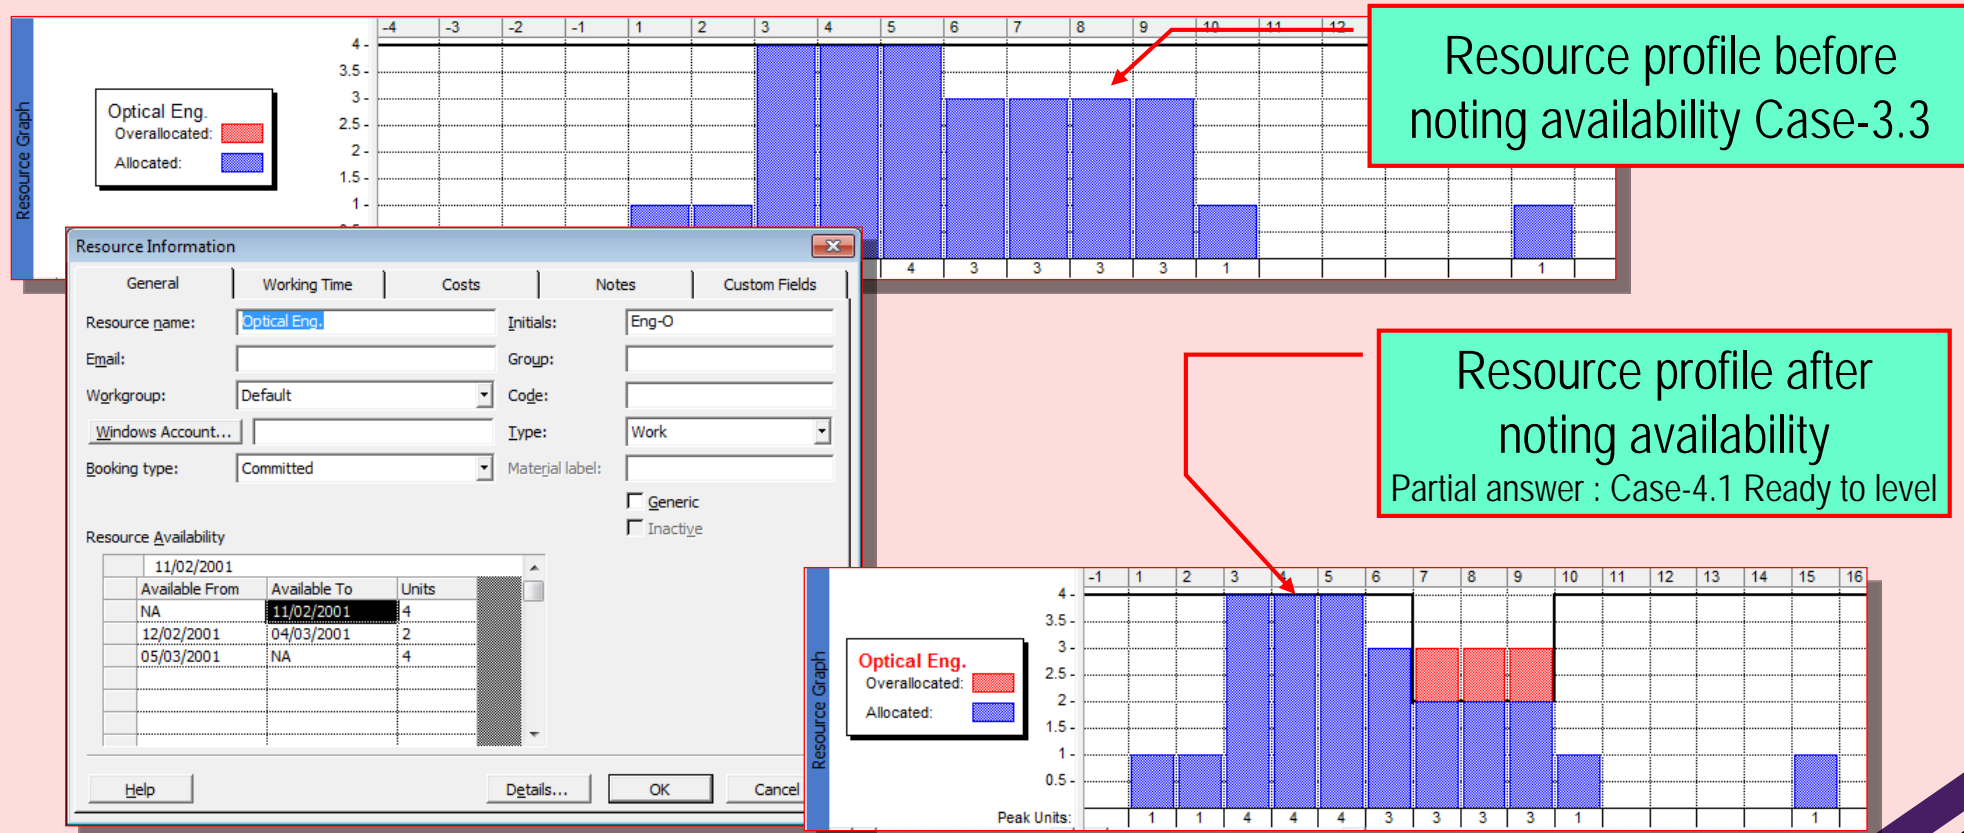 -4 -3 -2 -1 1 2 3 4 5 6 7 8 9 10 11 12
Resource profile before
noting availability Case-3.3
Resource Graph
Optical Eng.
Overallocated:
Allocated:
4 -
3.5 -
3 -
2.5 -
2 -
1.5 -
1 -
4 3 3 3 3 1 1
Resource Information
General Working Time Costs Notes Custom Fields
Resource name: Optical Eng. Initials: Eng-O
Email: Group:
Workgroup: Default Code:
Windows Account... Type: Work
Booking type: Committed Material label:
Generic
Inactive
Resource Availability
11/02/2001
Available From Available To Units
NA 11/02/2001 4
12/02/2001 04/03/2001 2
05/03/2001 NA 4
Help Details... OK Cancel
Resource profile after
noting availability
Partial answer : Case-4.1 Ready to level
-1 1 2 3 4 5 6 7 8 9 10 11 12 13 14 15 16
Resource Graph
Optical Eng.
Overallocated:
Allocated:
4 -
3.5 -
3 -
2.5 -
2 -
1.5 -
1 -
0.5 -
Peak Units: 1 1 4 4 4 3 3 3 3 1 1